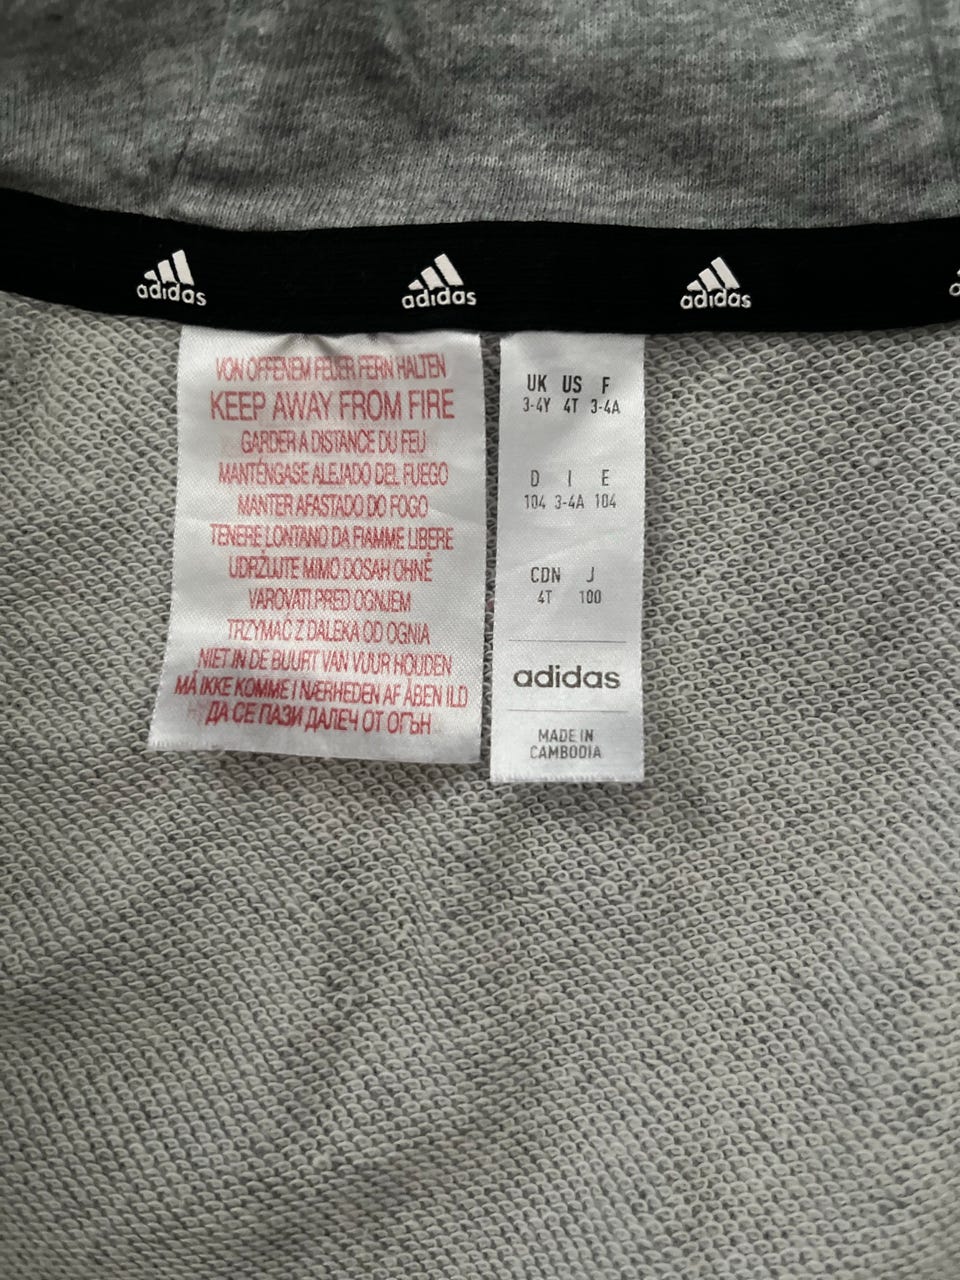 adidas adidas adidas
VON OFFENEM FEUER FERN HALTEN
KEEP AWAY FROM FIRE
GARDER A DISTANCE DU FEU
MANTÉNGASE ALEJADO DEL FUEGO
MANTER AFASTADO DO FOGO
TENERE LONTANO DA FIAMME LIBERE
UDRŽUJTE MIMO DOSAH OHNĚ
VAROVATI PRED OGNJEM
TRZYMAĆ Z DALEKA OD OGNIA
NIET IN DE BUURT VAN VUUR HOUDEN
MÅ IKKE KOMME I NÆRHEDEN AF ÅBEN ILD
ДА СЕ ПАЗИ ДАЛЕЧ ОТ ОГЪН
UK US F
3-4Y 4T 3-4A
D I E
104 3-4A 104
CDN J
4T 100
adidas
MADE IN
CAMBODIA